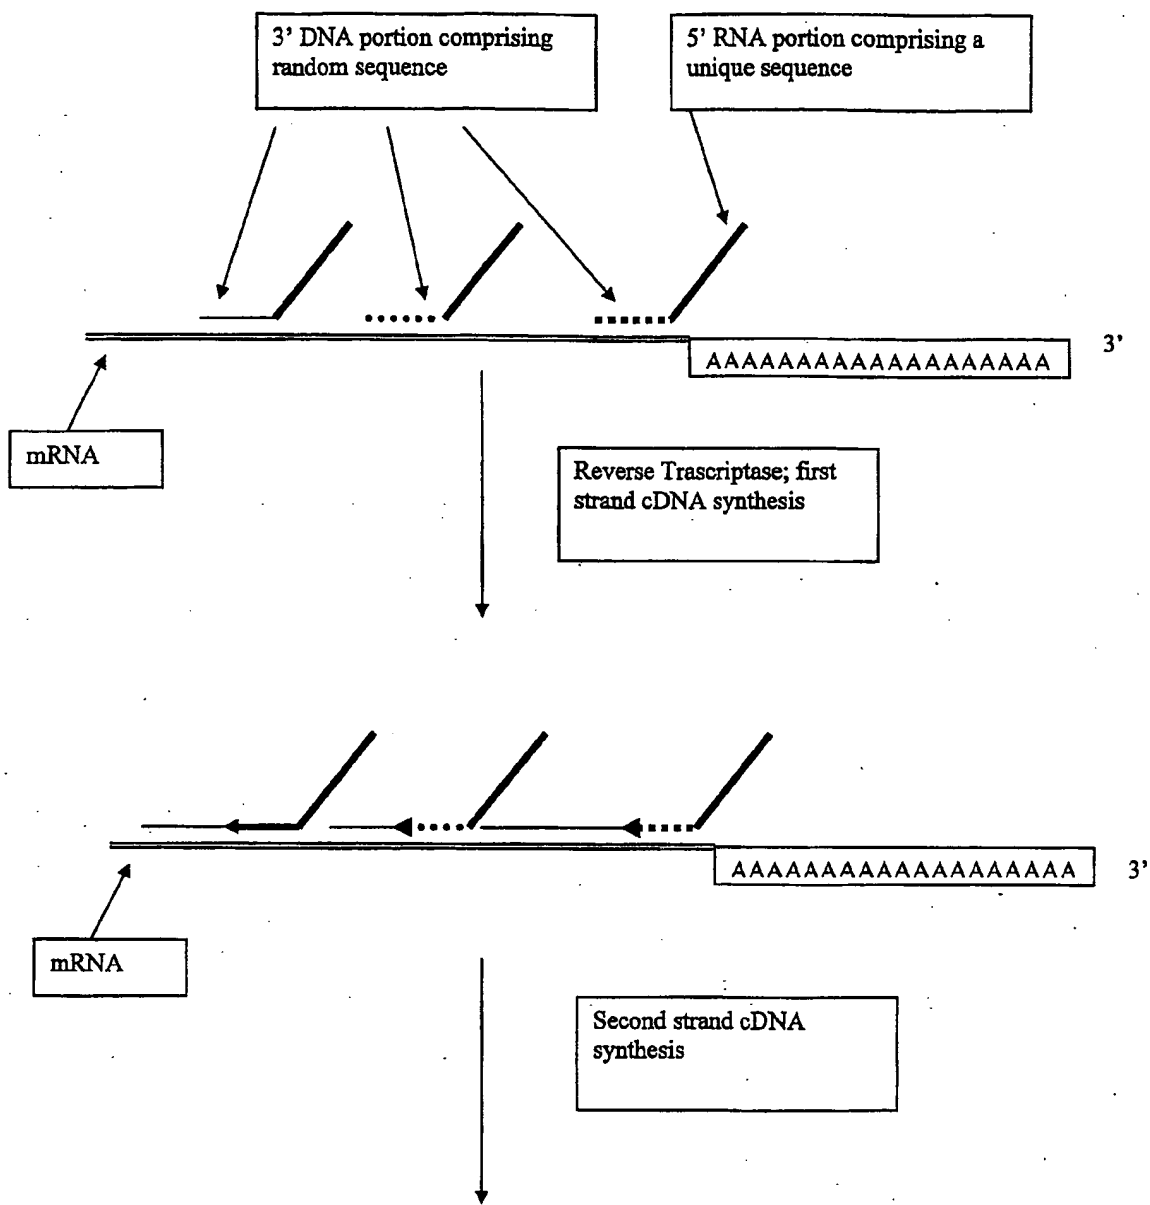 3’ DNA portion comprising
random sequence
5’ RNA portion comprising a
unique sequence
3’
AAAAAAAAAAAAAAAAAAA
mRNA
Reverse Trascriptase; first
strand cDNA synthesis
AAAAAAAAAAAAAAAAAAA
3’
mRNA
Second strand cDNA
synthesis